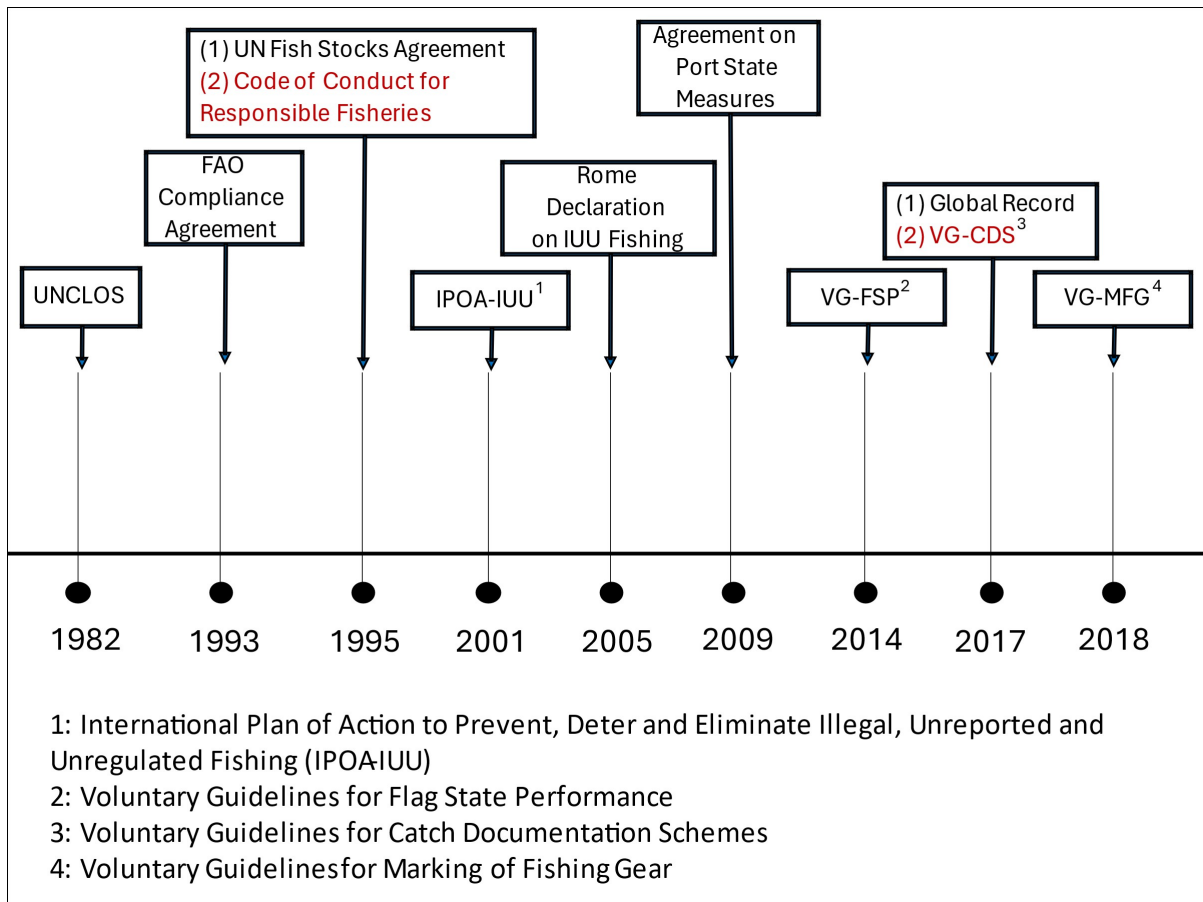 (1) UN Fish Stocks Agreement
(2) Code of Conduct for
Responsible Fisheries
Agreement on
Port State
Measures
FAO
Compliance
Agreement
Rome
Declaration
on IUU Fishing
(1) Global Record
(2) VG-CDS3
UNCLOS
IPOA-IUU1
VG-FSP2
VG-MFG4
1982 1993 1995 2001 2005 2009 2014 2017 2018
1: International Plan of Action to Prevent, Deter and Eliminate Illegal, Unreported and
Unregulated Fishing (IPOA-IUU)
2: Voluntary Guidelines for Flag State Performance
3: Voluntary Guidelines for Catch Documentation Schemes
4: Voluntary Guidelines for Marking of Fishing Gear